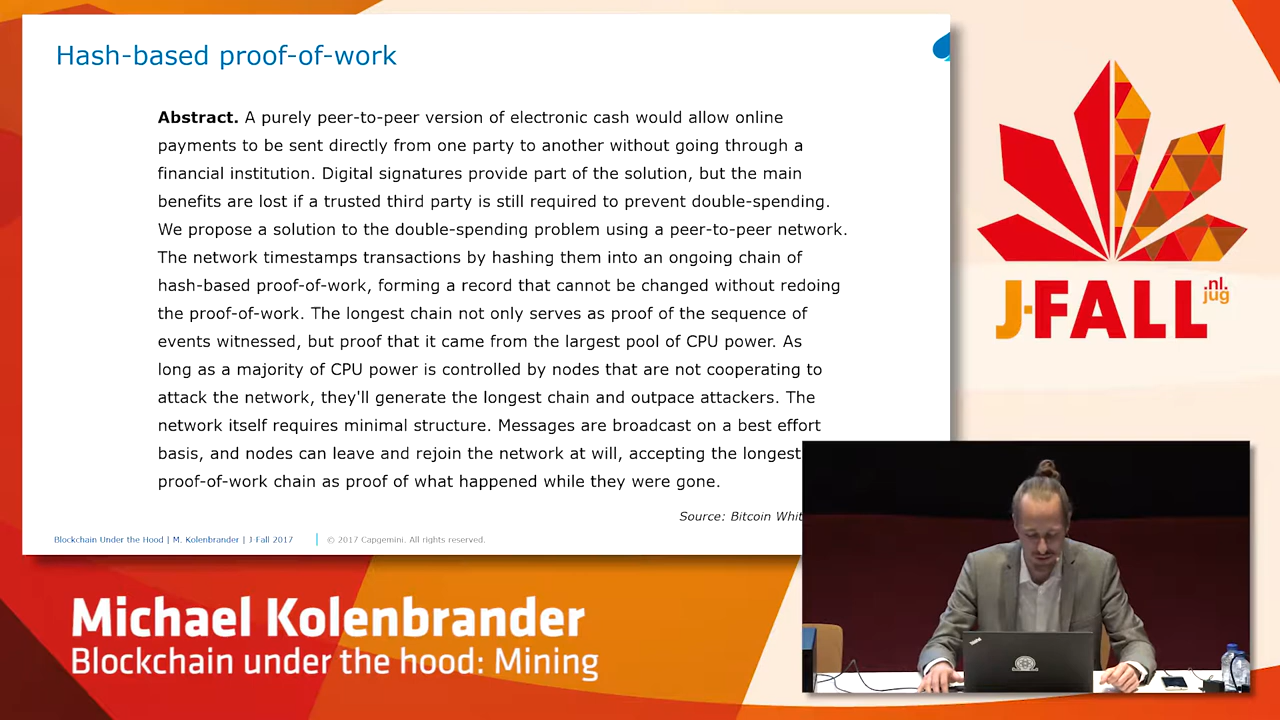 Hash-based proof-of-work
Abstract. A purely peer-to-peer version of electronic cash would allow online
payments to be sent directly from one party to another without going through a
financial institution. Digital signatures provide part of the solution, but the main
benefits are lost if a trusted third party is still required to prevent double-spending.
We propose a solution to the double-spending problem using a peer-to-peer network.
The network timestamps transactions by hashing them into an ongoing chain of
hash-based proof-of-work, forming a record that cannot be changed without redoing
the proof-of-work. The longest chain not only serves as proof of the sequence of
events witnessed, but proof that it came from the largest pool of CPU power. As
long as a majority of CPU power is controlled by nodes that are not cooperating to
attack the network, they'll generate the longest chain and outpace attackers. The
network itself requires minimal structure. Messages are broadcast on a best effort
basis, and nodes can leave and rejoin the network at will, accepting the longest
proof-of-work chain as proof of what happened while they were gone.
Source: Bitcoin Whit
Blockchain Under the Hood | M. Kolenbrander | J-Fall 2017 © 2017 Capgemini. All rights reserved.
J-FALL
nl.
jug
Michael Kolenbrander
Blockchain under the hood: Mining